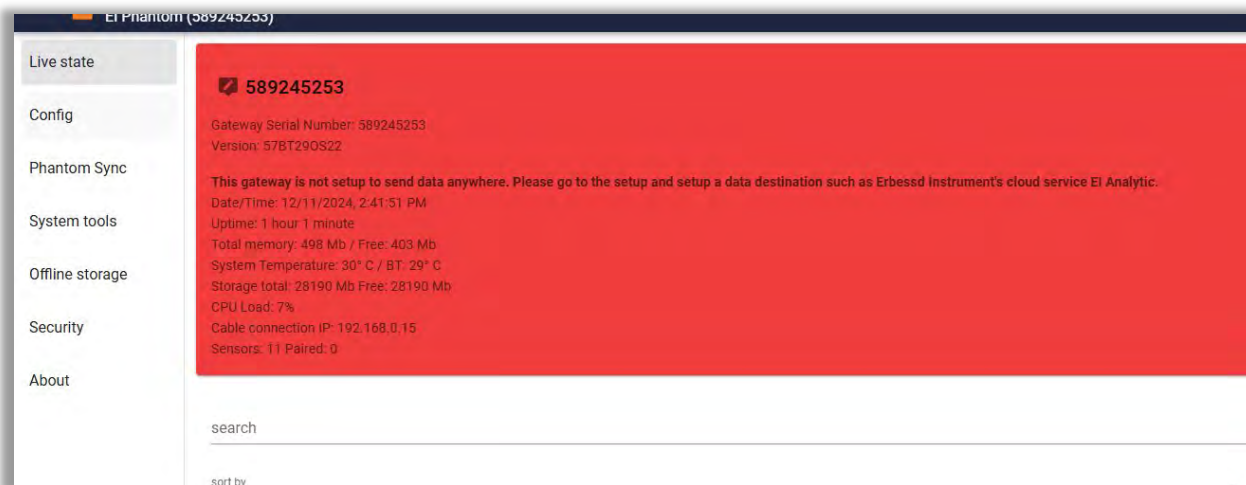 EI Phantom (589245253)
Live state
Config
Phantom Sync
System tools
Offline storage
Security
About
589245253
Gateway Serial Number: 589245253
Version: 57BT29OS22
This gateway is not setup to send data anywhere. Please go to the setup and setup a data destination such as Erbessd Instrument's cloud service EI Analytic.
Date/Time: 12/11/2024, 2:41:51 PM
Uptime: 1 hour 1 minute
Total memory: 498 Mb / Free: 403 Mb
System Temperature: 30° C / BT: 29° C
Storage total: 28190 Mb Free: 28190 Mb
CPU Load: 7%
Cable connection IP: 192.168.0.15
Sensors: 11 Paired: 0
search
sort by